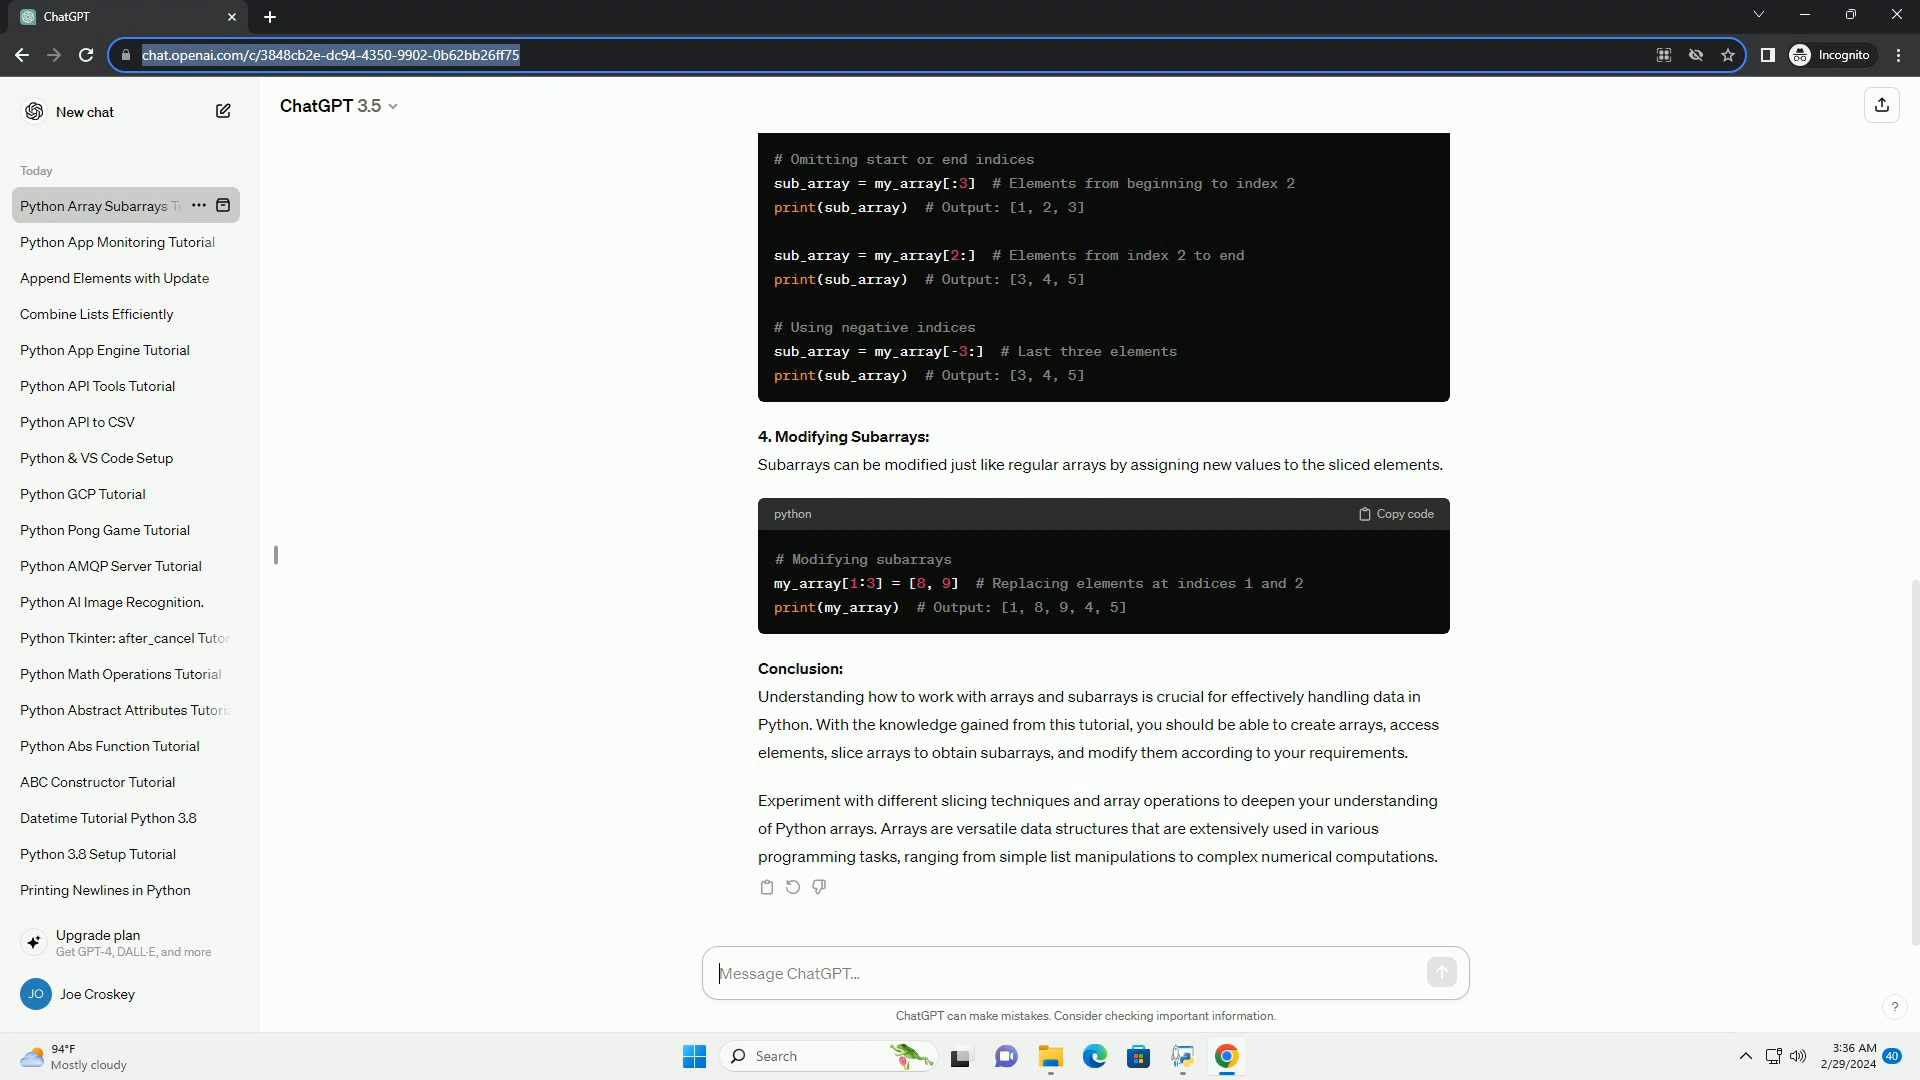 ChatGPT
chat.openai.com/c/3848cb2e-dc94-4350-9902-0b62bb26ff75
Incognito
New chat
ChatGPT 3.5
Today
Python Array Subarrays
Python App Monitoring Tutorial
Append Elements with Update
Combine Lists Efficiently
Python App Engine Tutorial
Python API Tools Tutorial
Python API to CSV
Python & VS Code Setup
Python GCP Tutorial
Python Pong Game Tutorial
Python AMQP Server Tutorial
Python AI Image Recognition.
Python Tkinter: after_cancel Tutor
Python Math Operations Tutorial
Python Abstract Attributes Tutoria
Python Abs Function Tutorial
ABC Constructor Tutorial
Datetime Tutorial Python 3.8
Python 3.8 Setup Tutorial
Printing Newlines in Python
Upgrade plan
Get GPT-4, DALL·E, and more
JO Joe Croskey
# Omitting start or end indices
sub_array = my_array[:3]  # Elements from beginning to index 2
print(sub_array)  # Output: [1, 2, 3]
sub_array = my_array[2:]  # Elements from index 2 to end
print(sub_array)  # Output: [3, 4, 5]
# Using negative indices
sub_array = my_array[-3:]  # Last three elements
print(sub_array)  # Output: [3, 4, 5]
4. Modifying Subarrays:
Subarrays can be modified just like regular arrays by assigning new values to the sliced elements.
python
Copy code
# Modifying subarrays
my_array[1:3] = [8, 9]  # Replacing elements at indices 1 and 2
print(my_array)  # Output: [1, 8, 9, 4, 5]
Conclusion:
Understanding how to work with arrays and subarrays is crucial for effectively handling data in
Python. With the knowledge gained from this tutorial, you should be able to create arrays, access
elements, slice arrays to obtain subarrays, and modify them according to your requirements.
Experiment with different slicing techniques and array operations to deepen your understanding
of Python arrays. Arrays are versatile data structures that are extensively used in various
programming tasks, ranging from simple list manipulations to complex numerical computations.
Message ChatGPT...
ChatGPT can make mistakes. Consider checking important information.
?
94°F
Mostly cloudy
Search
3:36 AM
2/29/2024
40